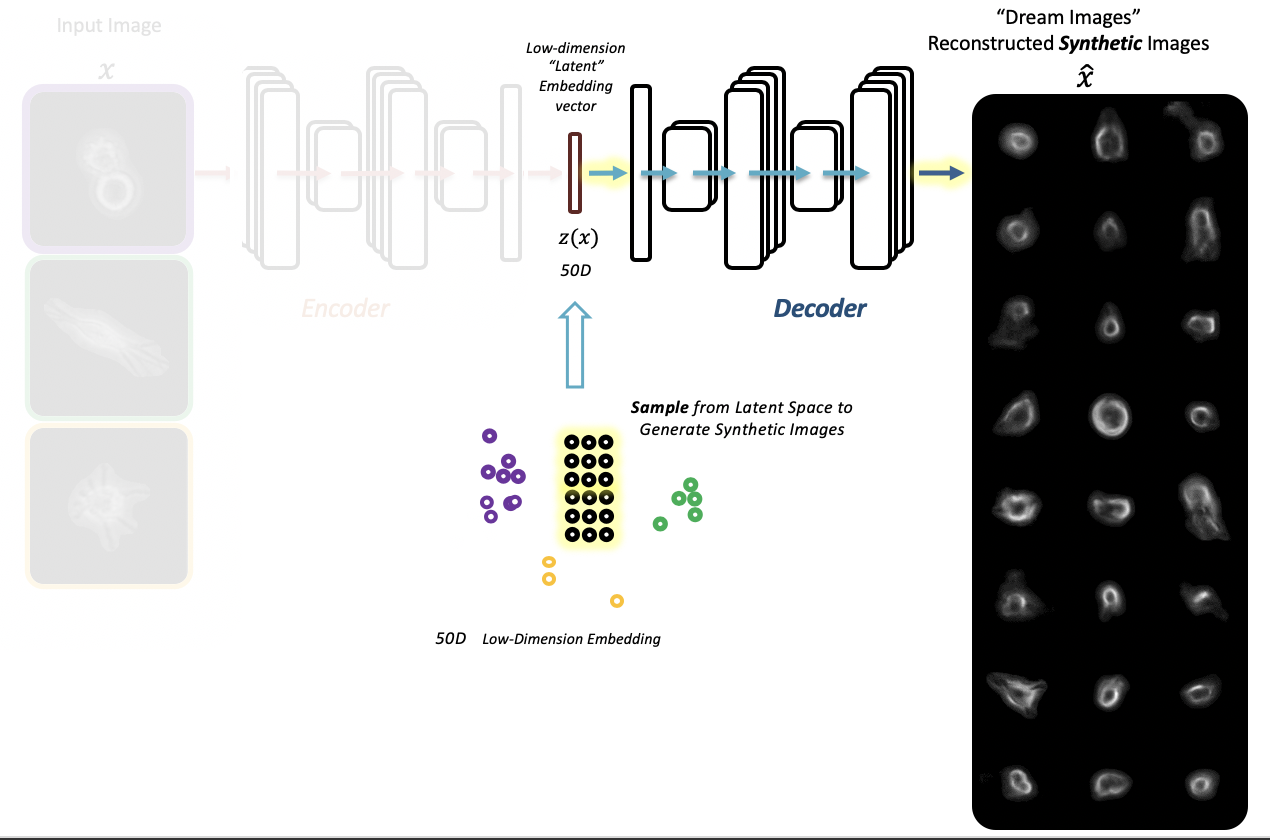 Input Image
x
"Dream Images"
Reconstructed Synthetic Images
x̂
Low-dimension
"Latent"
Embedding
vector
z(x)
50D
Encoder
Decoder
Sample from Latent Space to
Generate Synthetic Images
50D Low-Dimension Embedding